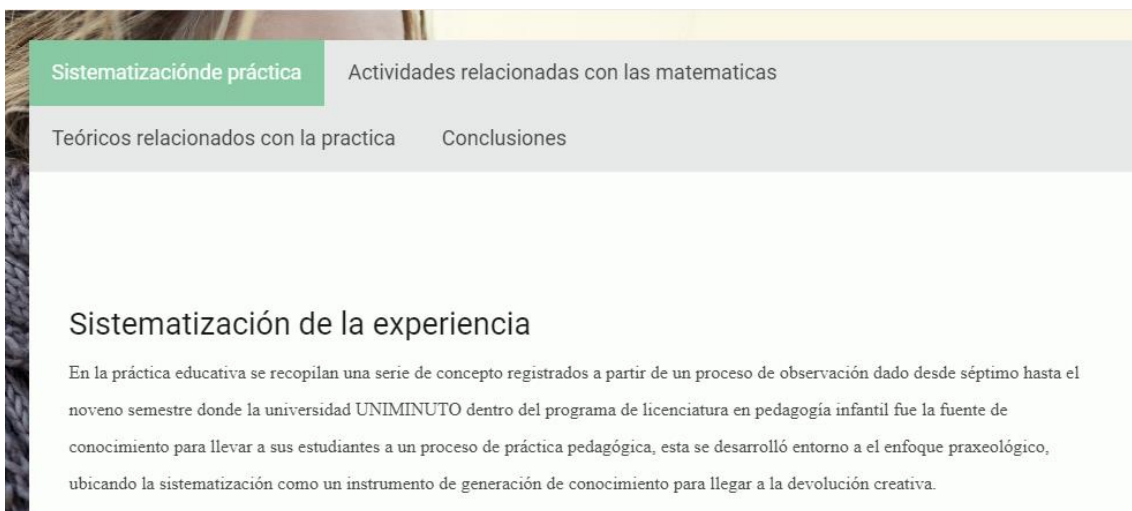 Sistematizaciónde práctica Actividades relacionadas con las matematicas
Teóricos relacionados con la practica Conclusiones
Sistematización de la experiencia
En la práctica educativa se recopilan una serie de concepto registrados a partir de un proceso de observación dado desde séptimo hasta el
noveno semestre donde la universidad UNIMINUTO dentro del programa de licenciatura en pedagogía infantil fue la fuente de
conocimiento para llevar a sus estudiantes a un proceso de práctica pedagógica, esta se desarrolló entorno a el enfoque praxeológico,
ubicando la sistematización como un instrumento de generación de conocimiento para llegar a la devolución creativa.